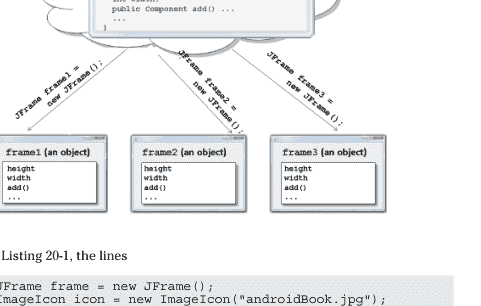 int width()
public Component add() ...
...
}
JFrame frame1 =
new JFrame();
JFrame frame2 =
new JFrame();
JFrame frame3 =
new JFrame();
frame1 (an object)
height
width
add()
...
frame2 (an object)
height
width
add()
...
frame3 (an object)
height
width
add()
...
Listing 20-1, the lines
JFrame frame = new JFrame();
ImageIcon icon = new ImageIcon("androidBook.jpg");